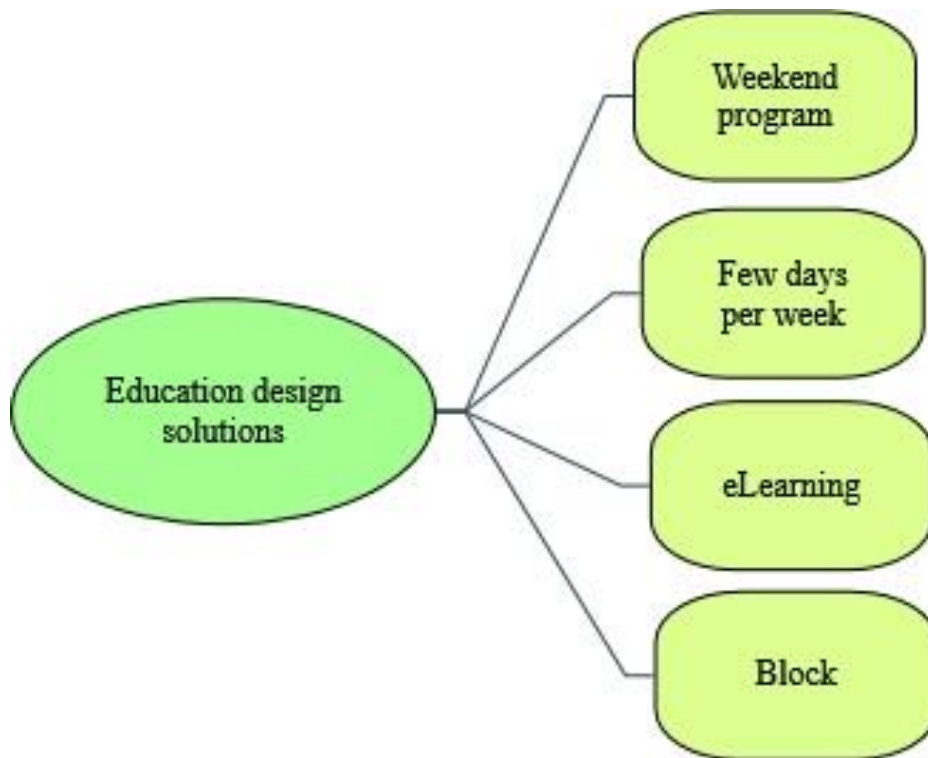 Weekend
program
Few days
per week
Education design
solutions
eLearning
Block